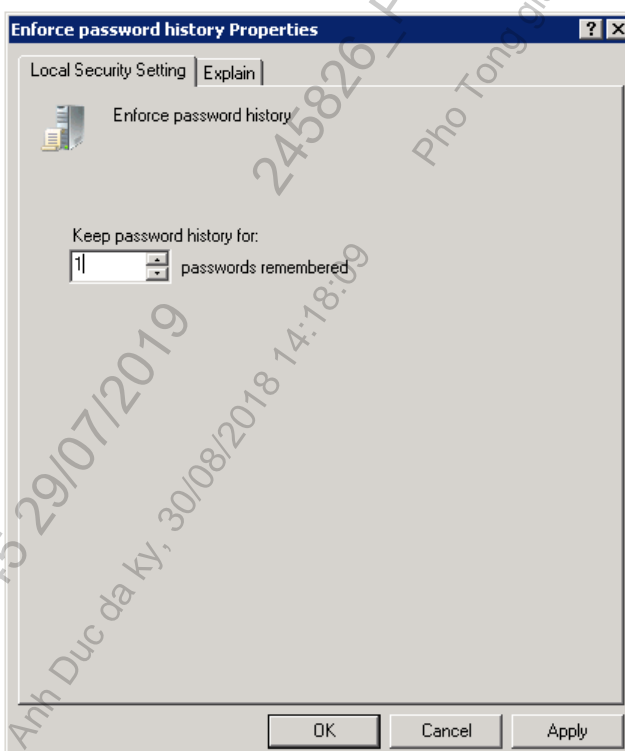 Enforce password history Properties
Local Security Setting
Explain
Enforce password history
Keep password history for:
1
passwords remembered
OK
Cancel
Apply
245826_
Pho Tong
29/07/2019
Anh Duc da ky, 30/08/2018 14:18:09